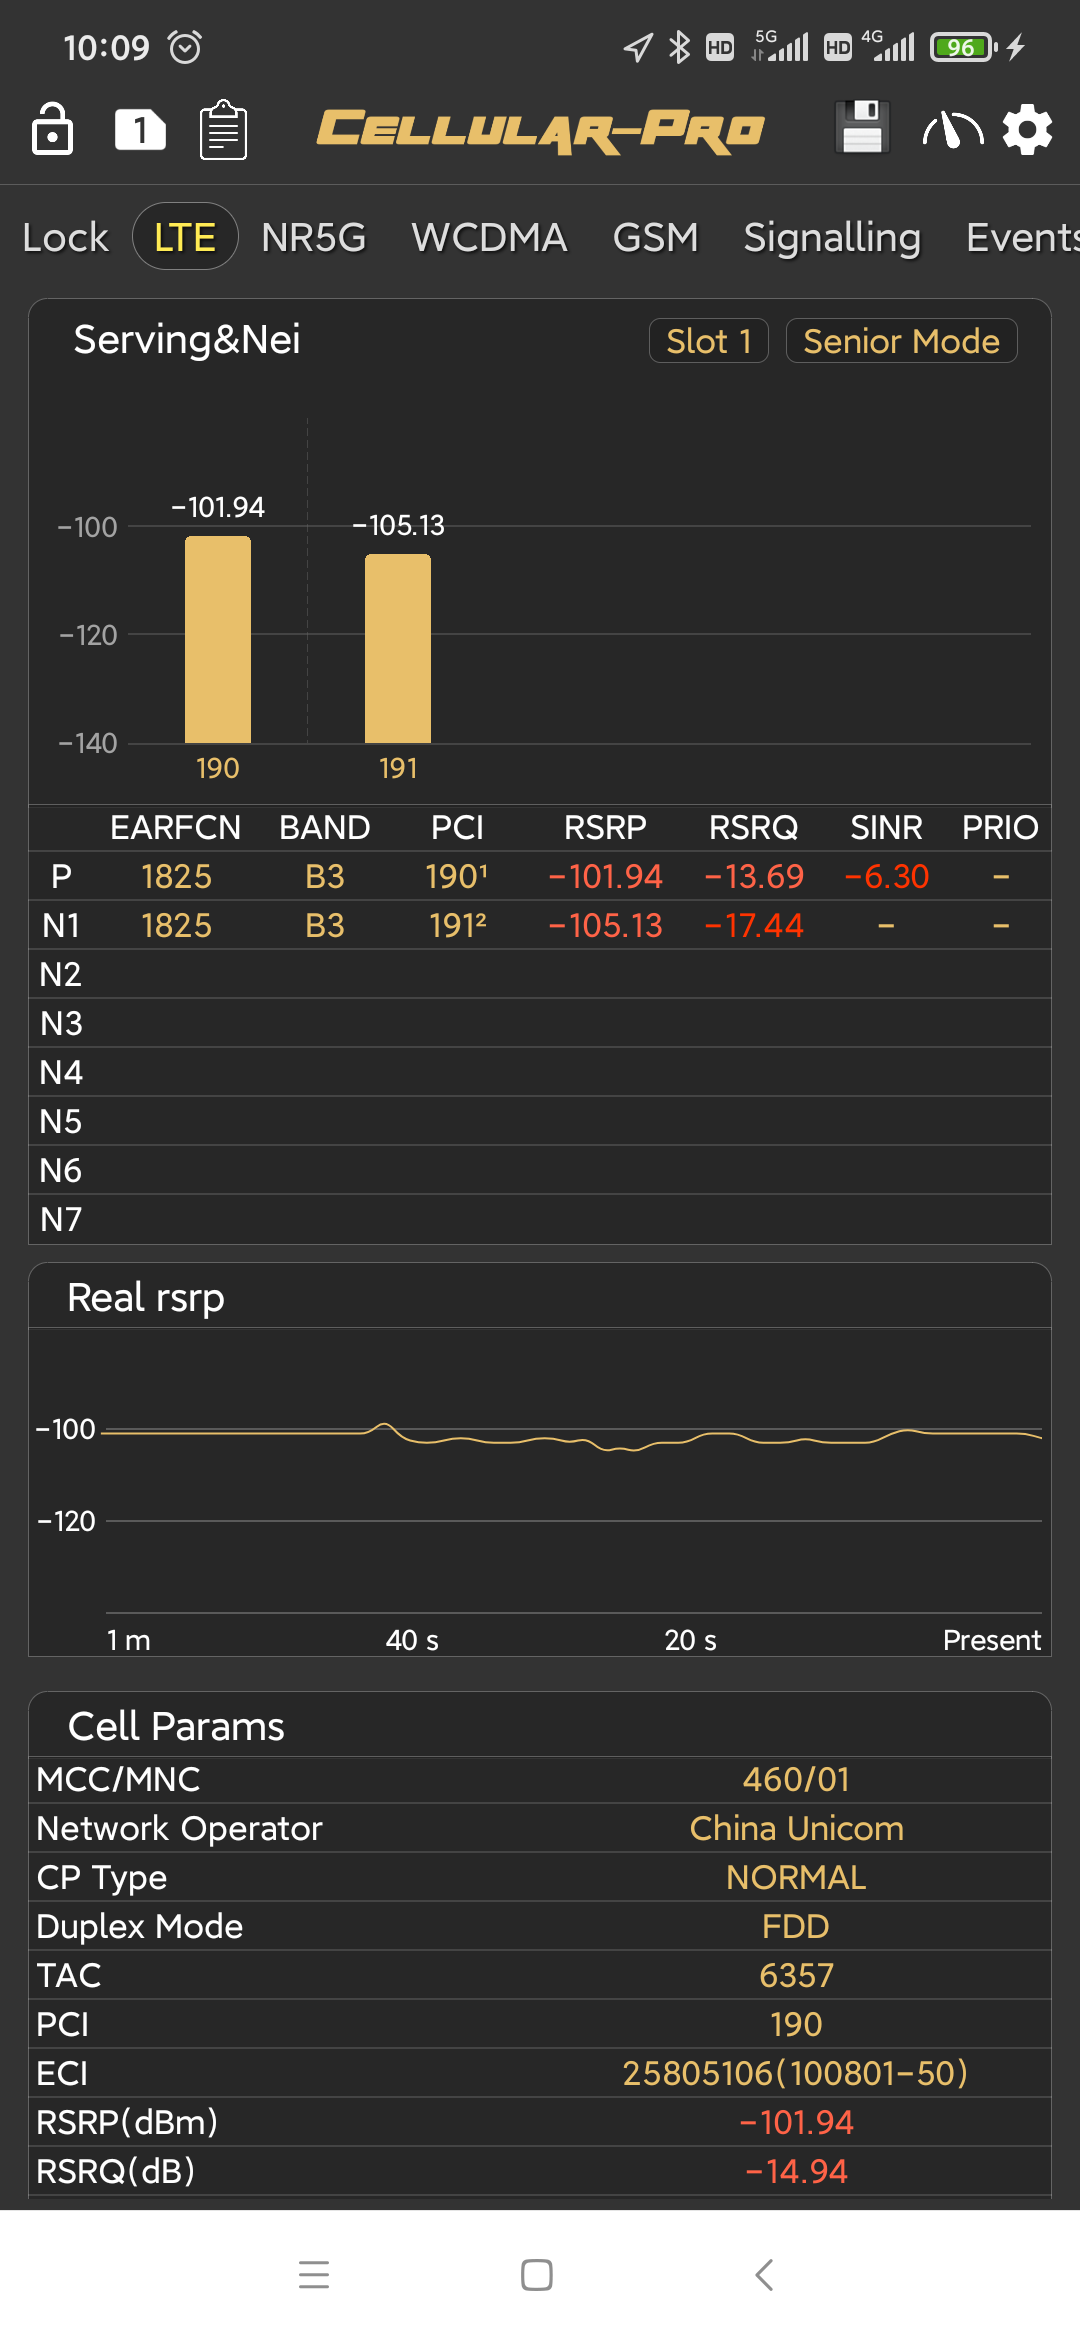 10:09 HD 5G HD 4G 96
1 CELLULAR-PRO
Lock LTE NR5G WCDMA GSM Signalling Events
Serving&Nei Slot 1 Senior Mode
-101.94
-105.13
-100
-120
-140
190 191
EARFCN BAND PCI RSRP RSRQ SINR PRIO
P 1825 B3 190¹ -101.94 -13.69 -6.30 -
N1 1825 B3 191² -105.13 -17.44 - -
N2
N3
N4
N5
N6
N7
Real rsrp
-100
-120
1 m 40 s 20 s Present
Cell Params
MCC/MNC 460/01
Network Operator China Unicom
CP Type NORMAL
Duplex Mode FDD
TAC 6357
PCI 190
ECI 25805106(100801-50)
RSRP(dBm) -101.94
RSRQ(dB) -14.94